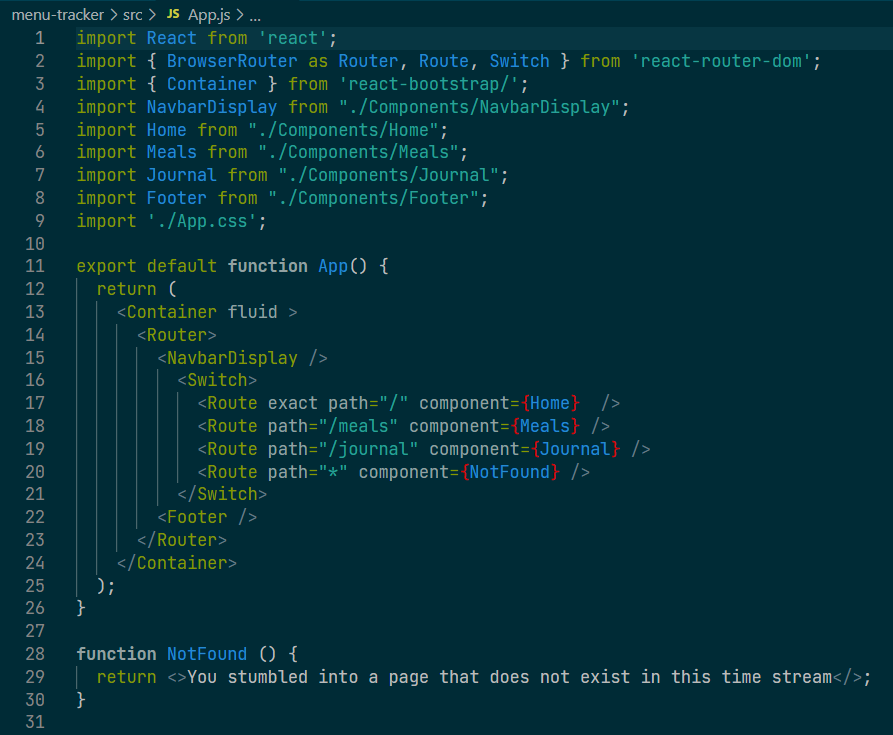 menu-tracker > src > JS App.js > ...
1 import React from 'react';
2 import { BrowserRouter as Router, Route, Switch } from 'react-router-dom';
3 import { Container } from 'react-bootstrap/';
4 import NavbarDisplay from "./Components/NavbarDisplay";
5 import Home from "./Components/Home";
6 import Meals from "./Components/Meals";
7 import Journal from "./Components/Journal";
8 import Footer from "./Components/Footer";
9 import './App.css';
10
11 export default function App() {
12   return (
13     <Container fluid >
14       <Router>
15         <NavbarDisplay />
16           <Switch>
17             <Route exact path="/" component={Home}  />
18             <Route path="/meals" component={Meals} />
19             <Route path="/journal" component={Journal} />
20             <Route path="*" component={NotFound} />
21           </Switch>
22         <Footer />
23       </Router>
24     </Container>
25   );
26 }
27
28 function NotFound () {
29   return <>You stumbled into a page that does not exist in this time stream</>;
30 }
31